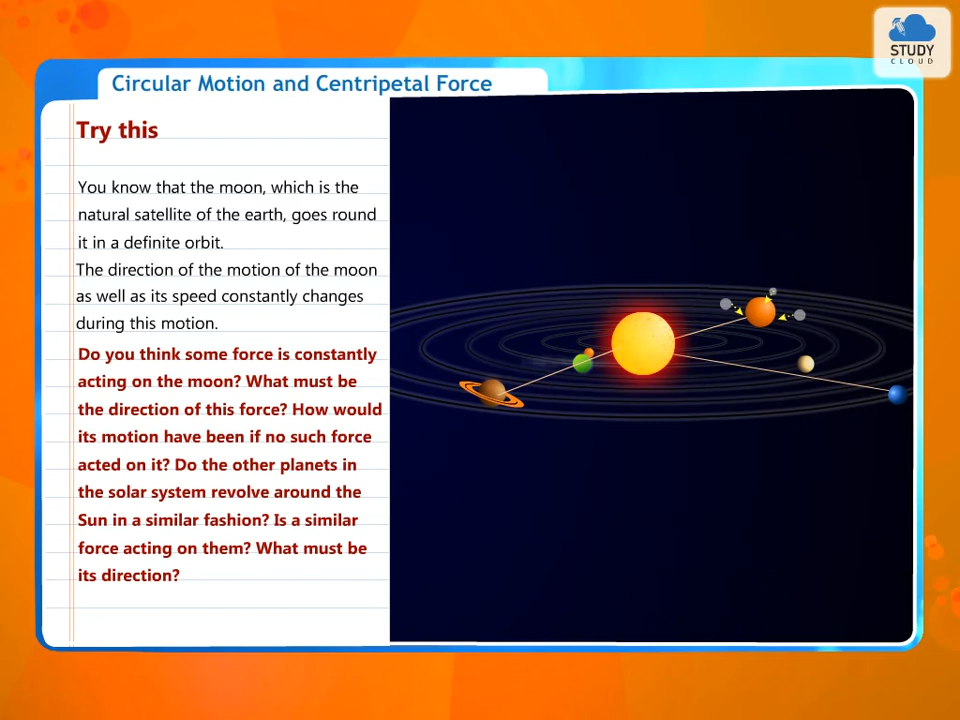 STUDY
CLOUD
Circular Motion and Centripetal Force
Try this
You know that the moon, which is the
natural satellite of the earth, goes round
it in a definite orbit.
The direction of the motion of the moon
as well as its speed constantly changes
during this motion.
Do you think some force is constantly
acting on the moon? What must be
the direction of this force? How would
its motion have been if no such force
acted on it? Do the other planets in
the solar system revolve around the
Sun in a similar fashion? Is a similar
force acting on them? What must be
its direction?